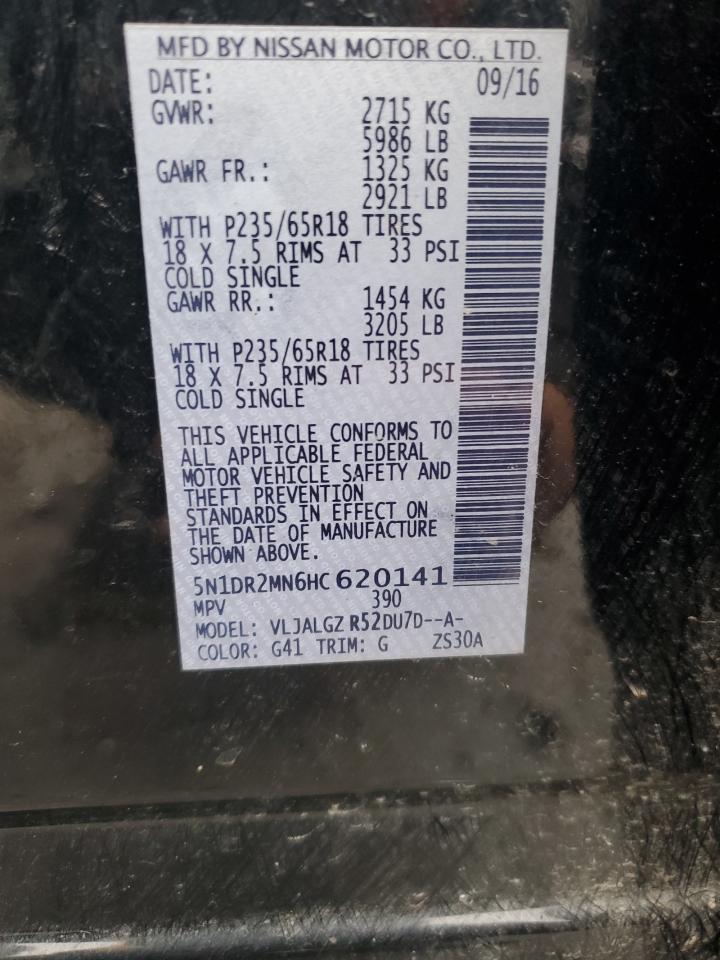 MFD BY NISSAN MOTOR CO., LTD.
DATE: 09/16
GVWR: 2715 KG
5986 LB
GAWR FR.: 1325 KG
2921 LB
WITH P235/65R18 TIRES
18 X 7.5 RIMS AT 33 PSI
COLD SINGLE
GAWR RR.: 1454 KG
3205 LB
WITH P235/65R18 TIRES
18 X 7.5 RIMS AT 33 PSI
COLD SINGLE
THIS VEHICLE CONFORMS TO
ALL APPLICABLE FEDERAL
MOTOR VEHICLE SAFETY AND
THEFT PREVENTION
STANDARDS IN EFFECT ON
THE DATE OF MANUFACTURE
SHOWN ABOVE.
5N1DR2MN6HC620141
MPV 390
MODEL: VLJALGZ R52DU7D--A-
COLOR: G41 TRIM: G ZS30A